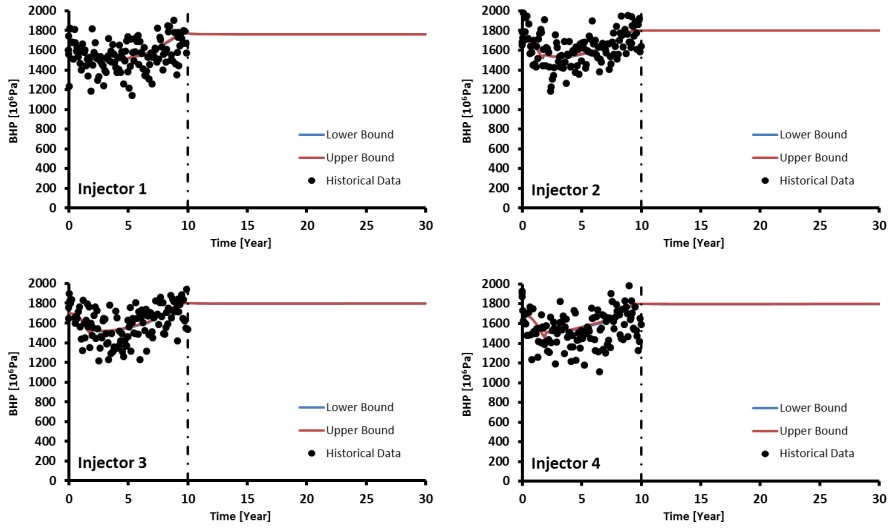 2000
1800
1600
1400
1200
1000
800
600
400
200
0
BHP [10⁶Pa]
Lower Bound
Upper Bound
Historical Data
Injector 1
0 5 10 15 20 25 30
Time [Year]
2000
1800
1600
1400
1200
1000
800
600
400
200
0
BHP [10⁶Pa]
Lower Bound
Upper Bound
Historical Data
Injector 2
0 5 10 15 20 25 30
Time [Year]
2000
1800
1600
1400
1200
1000
800
600
400
200
0
BHP [10⁶Pa]
Lower Bound
Upper Bound
Historical Data
Injector 3
0 5 10 15 20 25 30
Time [Year]
2000
1800
1600
1400
1200
1000
800
600
400
200
0
BHP [10⁶Pa]
Lower Bound
Upper Bound
Historical Data
Injector 4
0 5 10 15 20 25 30
Time [Year]